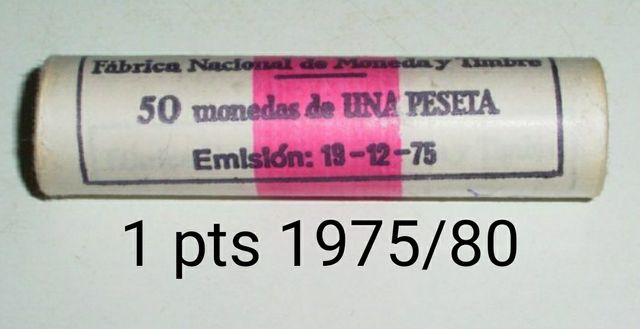 Fábrica Nacional de Moneda y Timbre
50 monedas de UNA PESETA
Emisión: 19-12-75
1 pts 1975/80